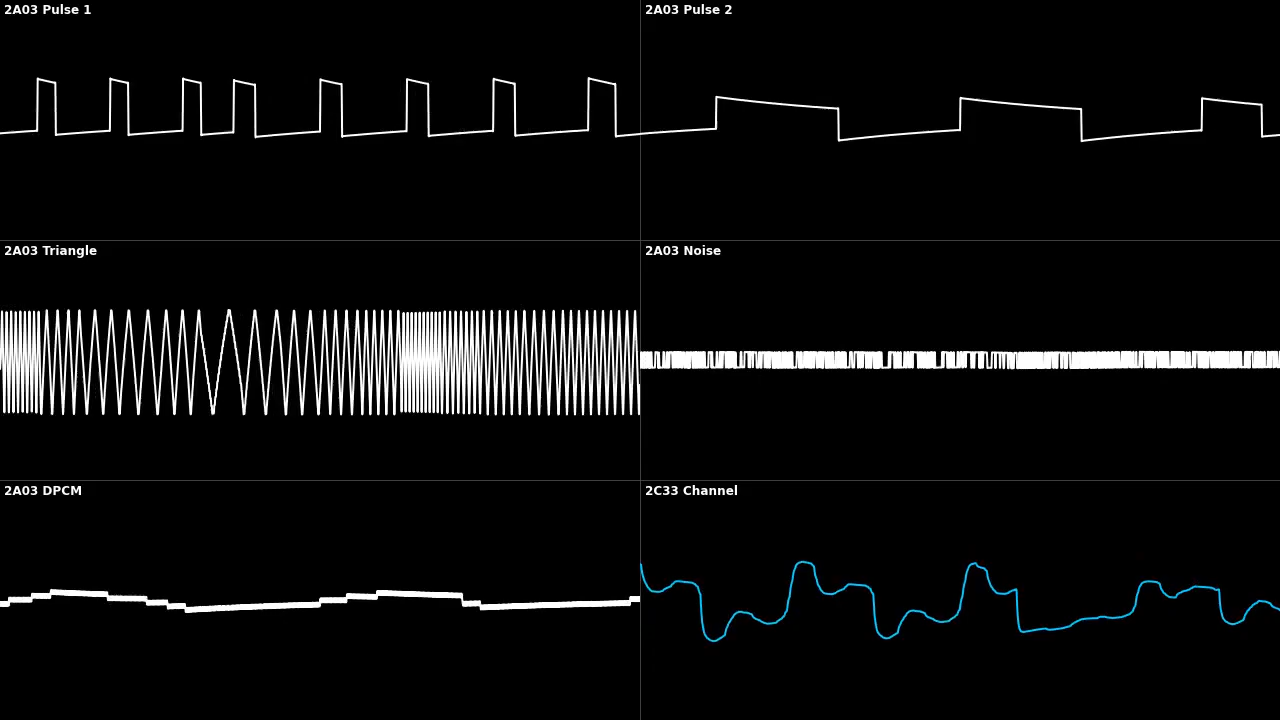 2A03 Pulse 1
2A03 Pulse 2
2A03 Triangle
2A03 Noise
2A03 DPCM
2C33 Channel